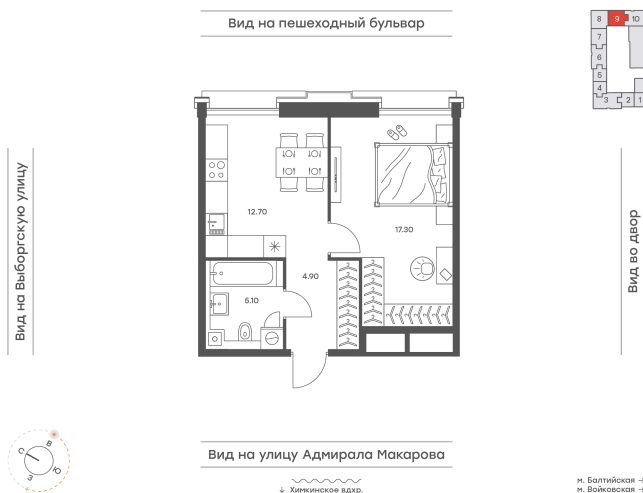 Вид на пешеходный бульвар
8 9 10
7
6
5
4
3 2 1
Вид на Выборгскую улицу
Вид во двор
12.70
17.30
4.90
5.10
Вид на улицу Адмирала Макарова
С В
З Ю
↓ Химкинское вдхр.
м. Балтийская
м. Войковская